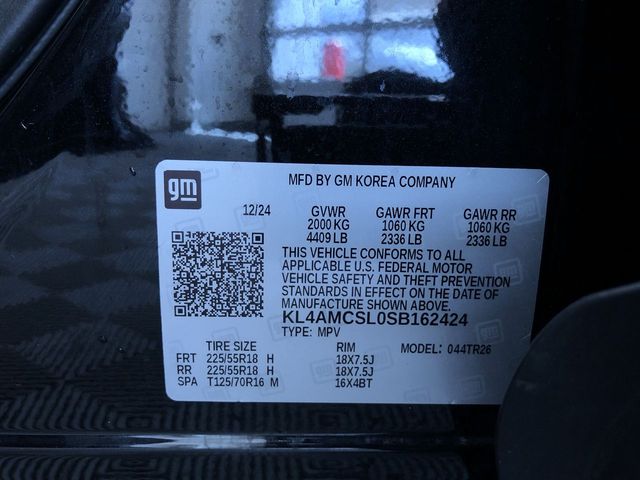 gm
MFD BY GM KOREA COMPANY
12/24 GVWR GAWR FRT GAWR RR
2000 KG 1060 KG 1060 KG
4409 LB 2336 LB 2336 LB
THIS VEHICLE CONFORMS TO ALL
APPLICABLE U.S. FEDERAL MOTOR
VEHICLE SAFETY AND THEFT PREVENTION
STANDARDS IN EFFECT ON THE DATE OF
MANUFACTURE SHOWN ABOVE.
KL4AMCSL0SB162424
TYPE: MPV MODEL: 044TR26
TIRE SIZE RIM
FRT 225/55R18 H 18X7.5J
RR 225/55R18 H 18X7.5J
SPA T125/70R16 M 16X4BT